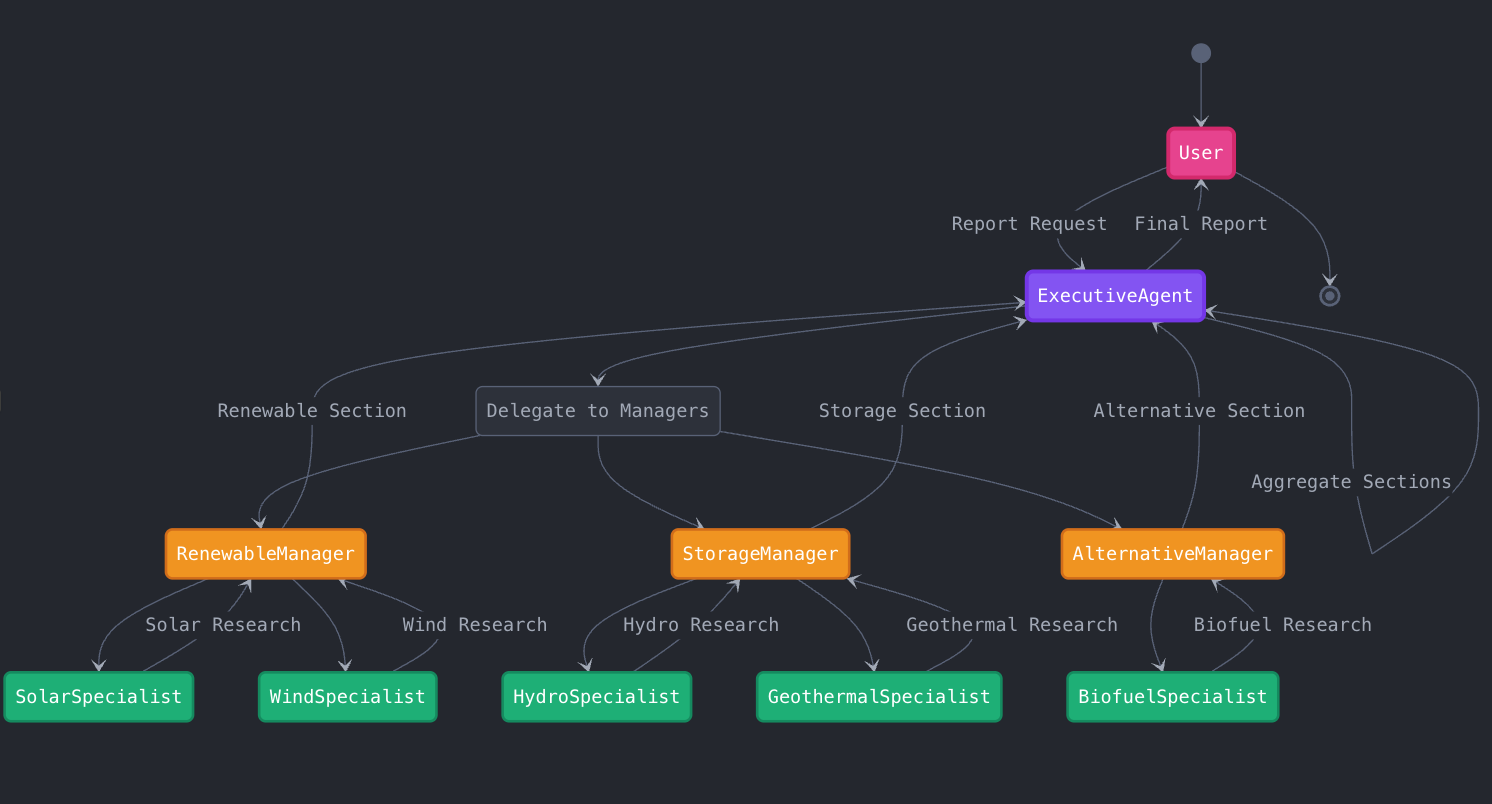 User
Report Request
Final Report
ExecutiveAgent
Renewable Section
Delegate to Managers
Storage Section
Alternative Section
Aggregate Sections
RenewableManager
StorageManager
AlternativeManager
Solar Research
Wind Research
Hydro Research
Geothermal Research
Biofuel Research
SolarSpecialist
WindSpecialist
HydroSpecialist
GeothermalSpecialist
BiofuelSpecialist